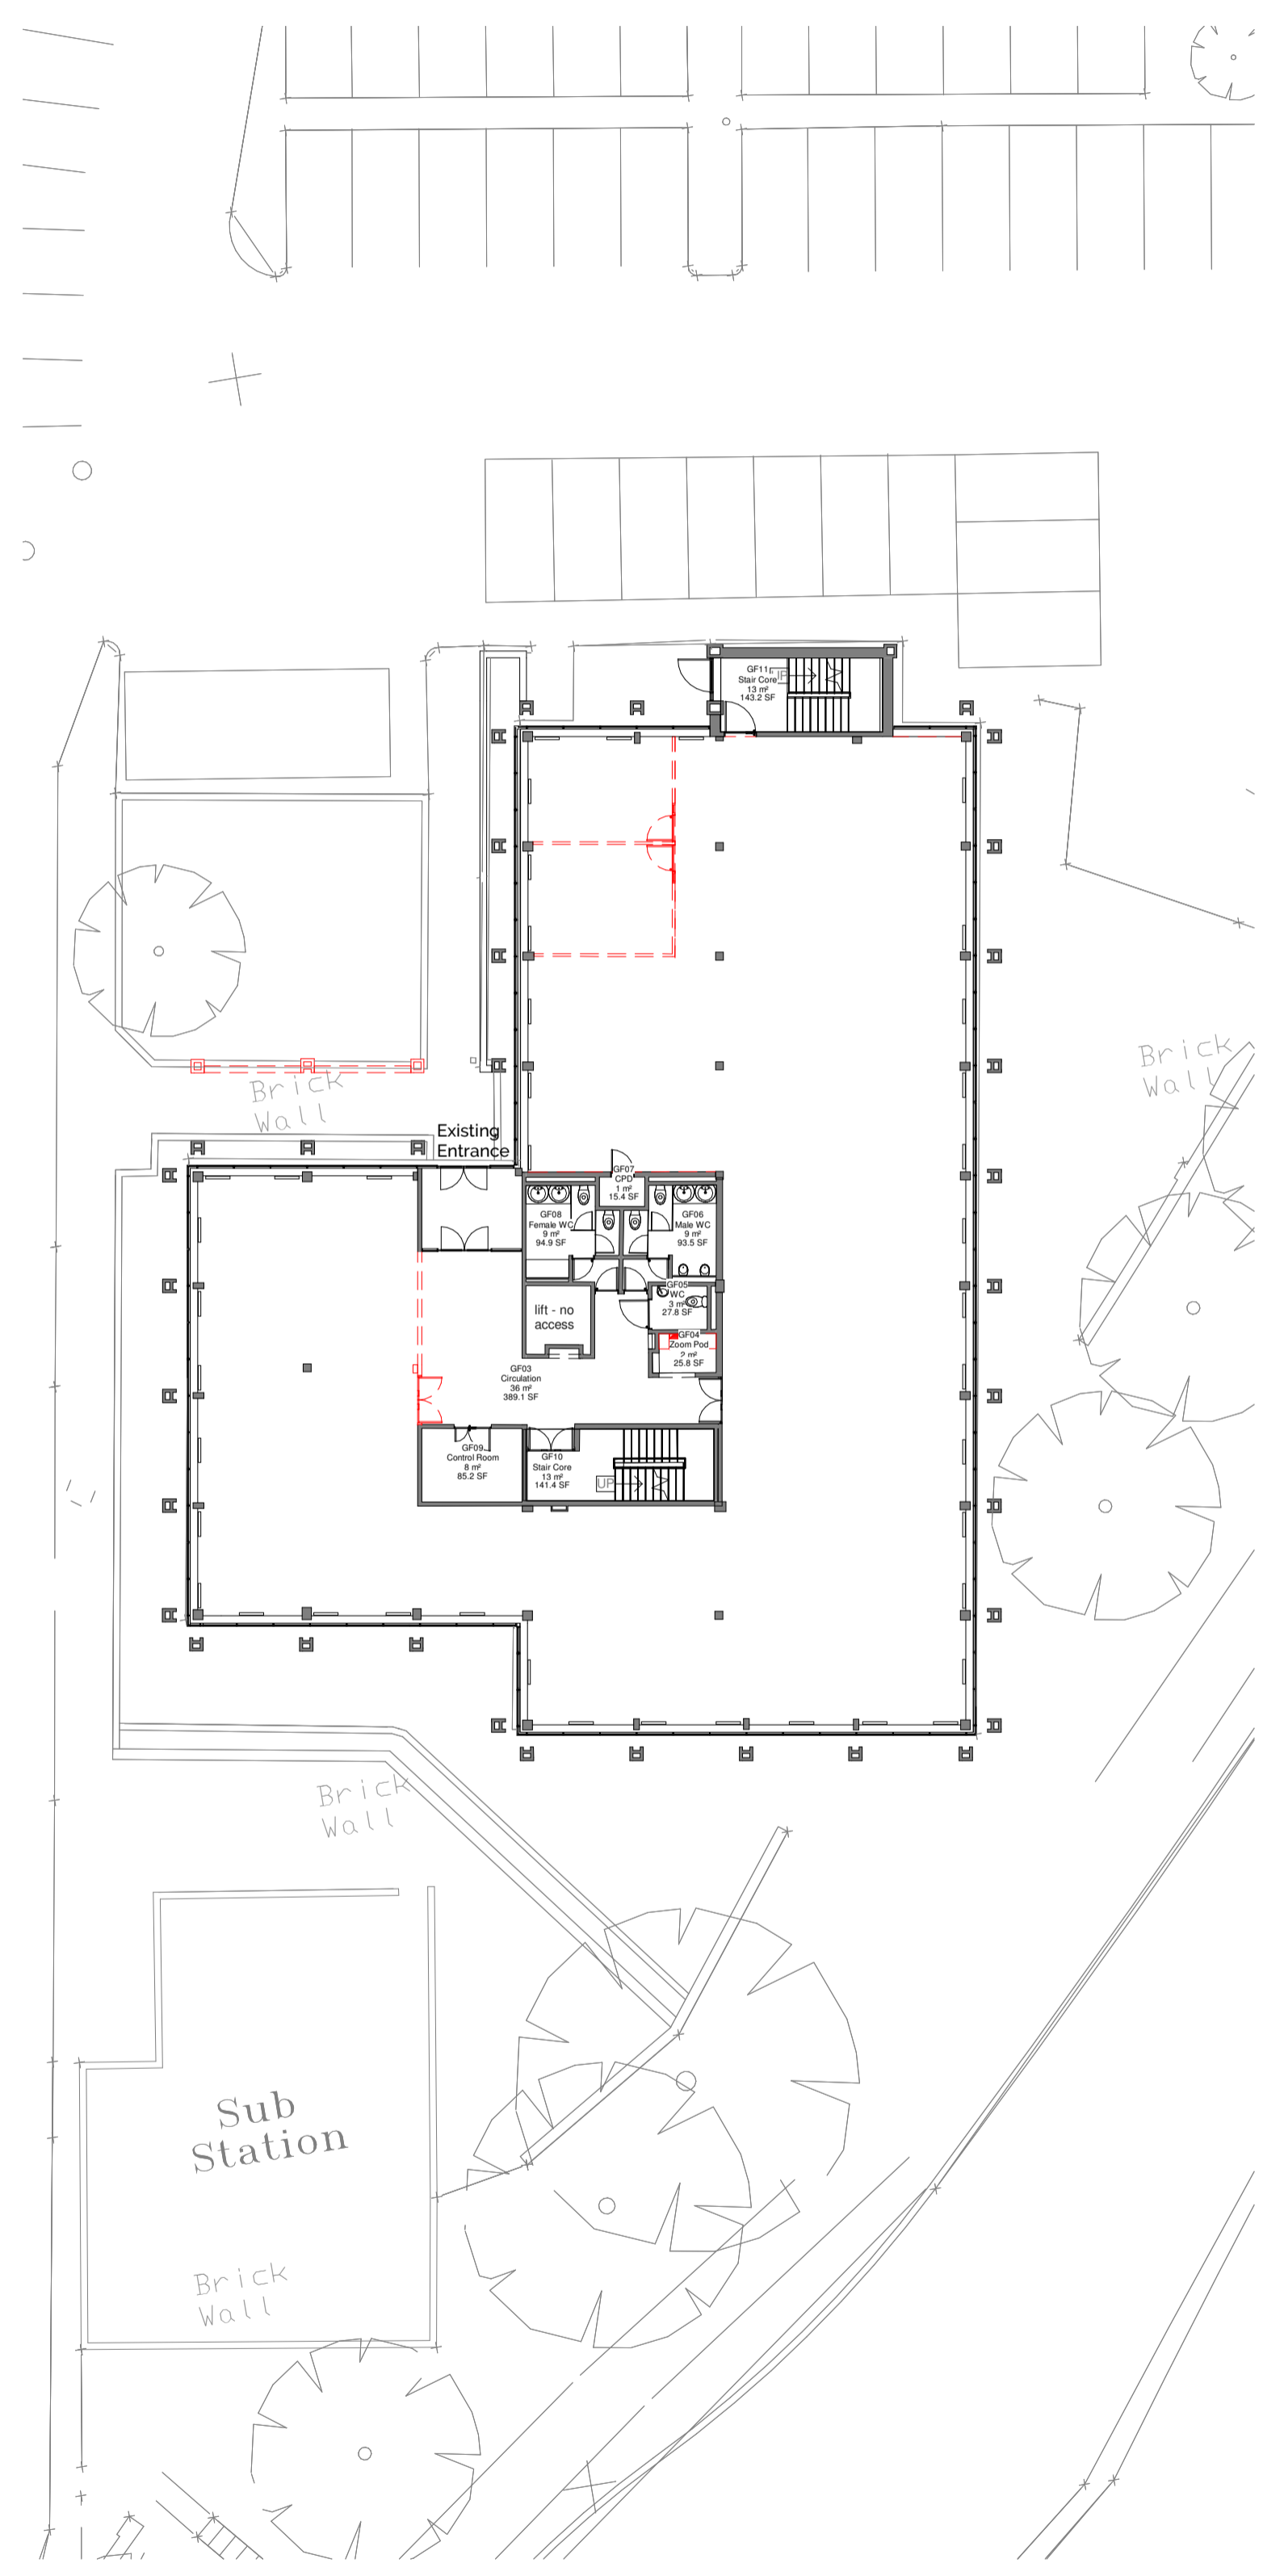 GF11
Stair Core
13 m²
143.2 SF
Brick
Wall
Brick
Wall
Existing
Entrance
GF07
CPD
1 m²
15.4 SF
GF08
Female WC
9 m²
94.9 SF
GF06
Male WC
9 m²
93.5 SF
GF05
WC
3 m²
27.8 SF
lift - no
access
GF04
Zoom Pod
2 m²
25.8 SF
GF03
Circulation
36 m²
389.1 SF
GF09
Control Room
8 m²
85.2 SF
GF10
Stair Core
13 m²
141.4 SF
UP
Brick
Wall
Sub
Station
Brick
Wall